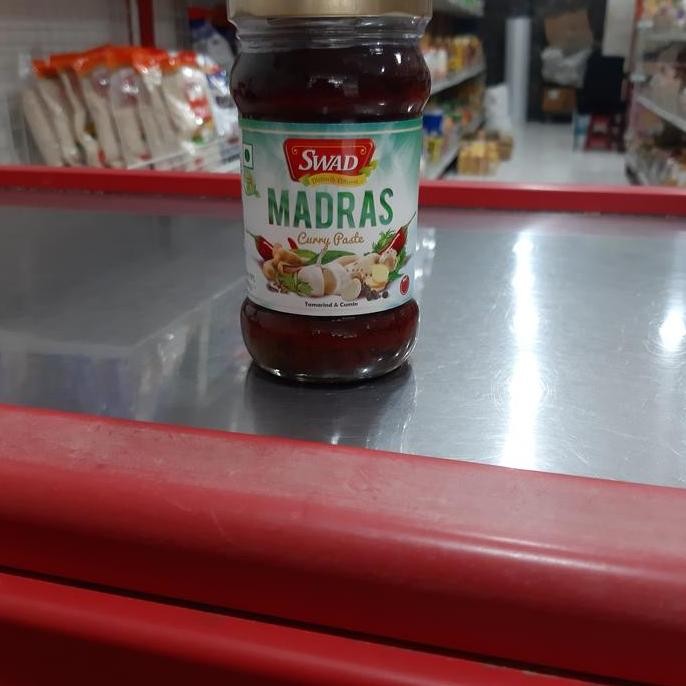 SWAD
MADRAS
Curry Paste
Tamarind & Cumin